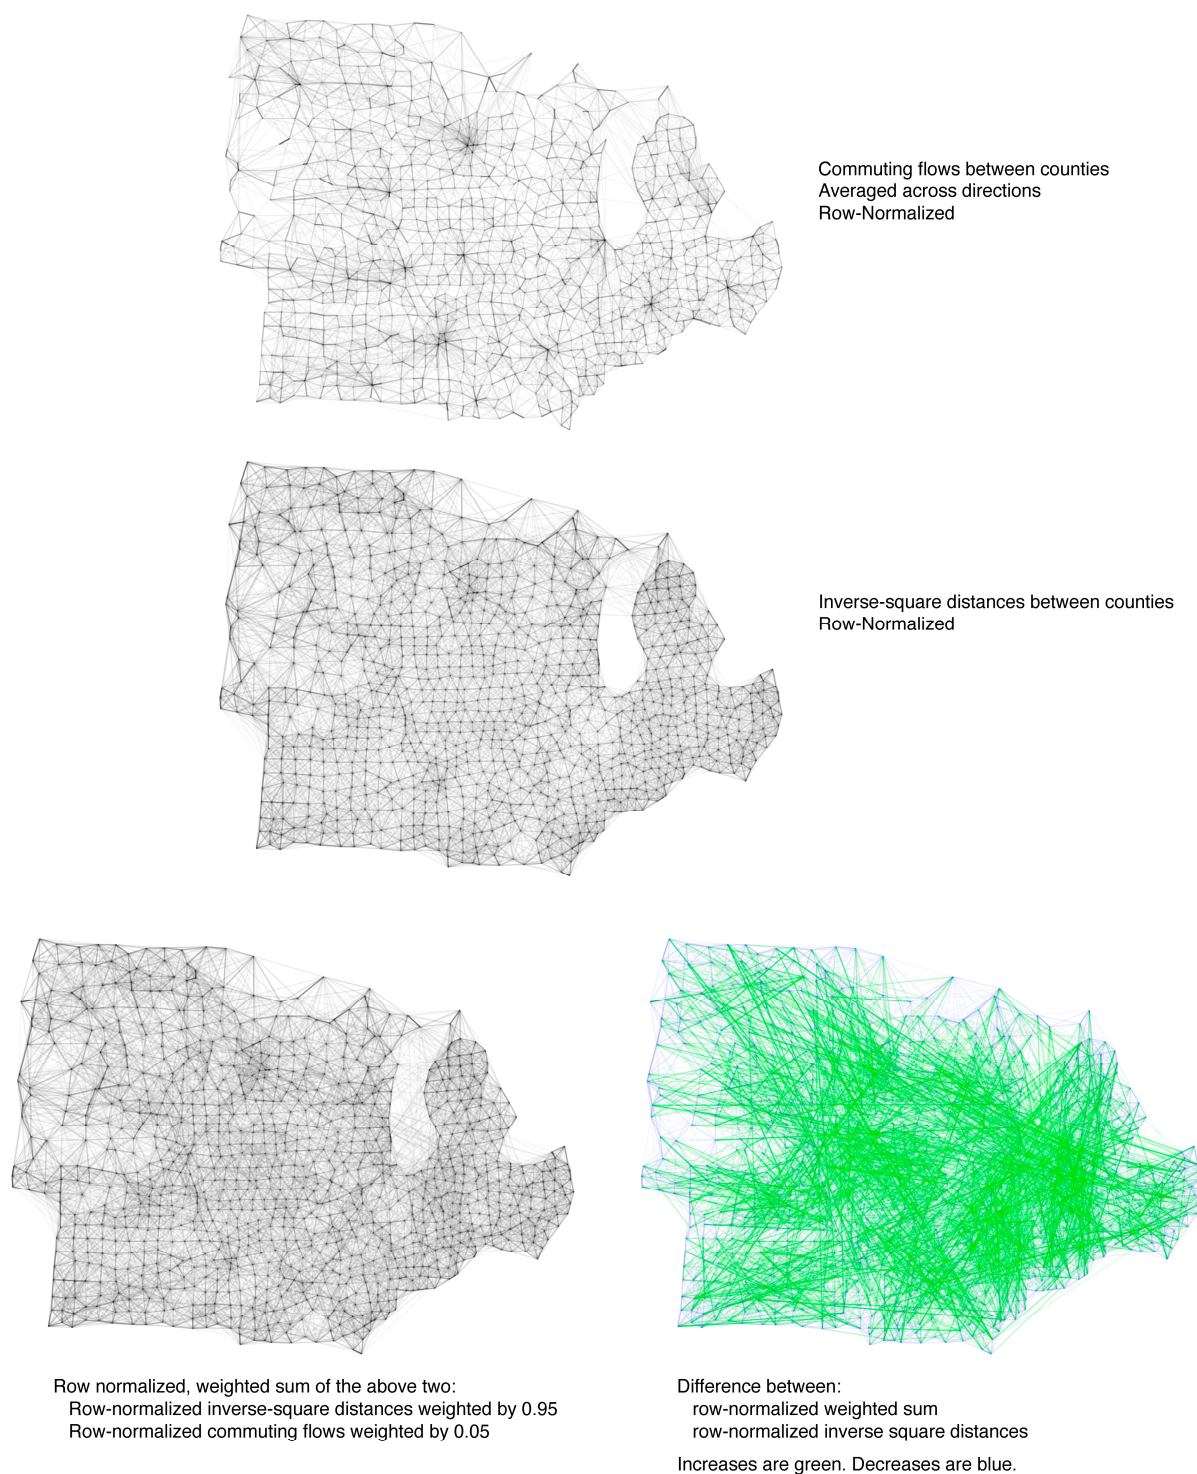 Commuting flows between counties
Averaged across directions
Row-Normalized
Inverse-square distances between counties
Row-Normalized
Row normalized, weighted sum of the above two:
Row-normalized inverse-square distances weighted by 0.95
Row-normalized commuting flows weighted by 0.05
Difference between:
row-normalized weighted sum
row-normalized inverse square distances
Increases are green. Decreases are blue.